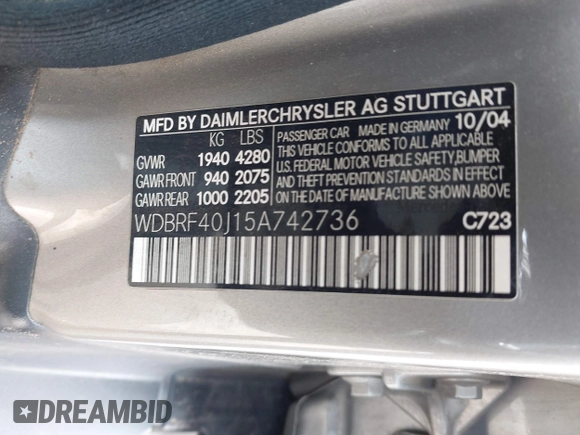 MFD BY DAIMLERCHRYSLER AG STUTTGART
KG LBS
GVWR 1940 4280
GAWR FRONT 940 2075
GAWR REAR 1000 2205
PASSENGER CAR MADE IN GERMANY 10/04
THIS VEHICLE CONFORMS TO ALL APPLICABLE
U.S. FEDERAL MOTOR VEHICLE SAFETY, BUMPER
AND THEFT PREVENTION STANDARDS IN EFFECT
ON THE DATE OF MANUFACTURE SHOWN ABOVE
WDBRF40J15A742736 C723
DREAMBID